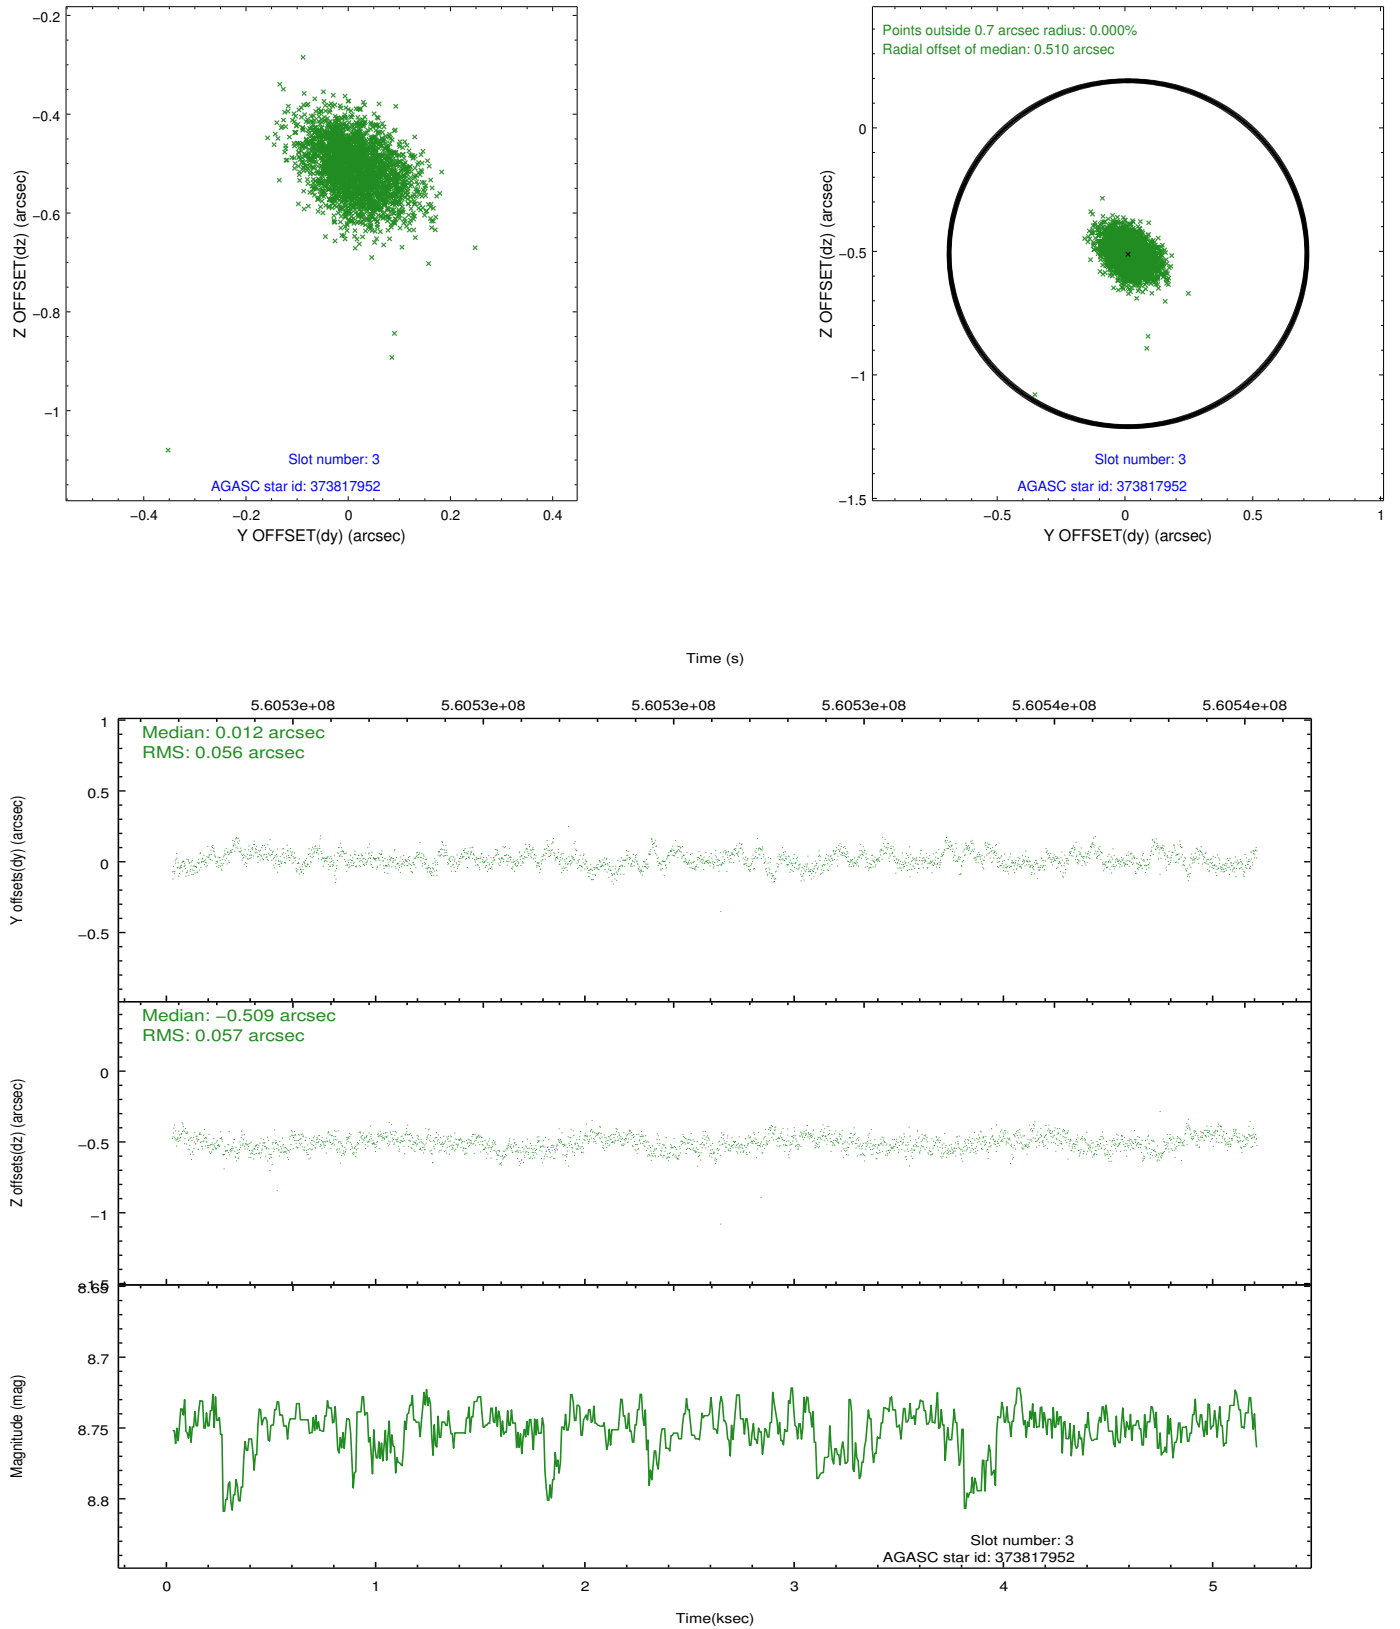 −0.2
−0.4
−0.6
−0.8
−1
Z OFFSET(dz) (arcsec)
Slot number: 3
AGASC star id: 373817952
−0.4
−0.2
0
0.2
0.4
Y OFFSET(dy) (arcsec)
Points outside 0.7 arcsec radius: 0.000%
Radial offset of median: 0.510 arcsec
0
−0.5
−1
−1.5
Z OFFSET(dz) (arcsec)
Slot number: 3
AGASC star id: 373817952
−0.5
0
0.5
1
Y OFFSET(dy) (arcsec)
Time (s)
5.6053e+08
5.6053e+08
5.6053e+08
5.6053e+08
5.6054e+08
5.6054e+08
Median: 0.012 arcsec
RMS: 0.056 arcsec
1
0.5
0
−0.5
Y offsets(dy) (arcsec)
Median: −0.509 arcsec
RMS: 0.057 arcsec
0
−0.5
−1
−1.5
Z offsets(dz) (arcsec)
8.65
8.7
8.75
8.8
Magnitude (mag)
Slot number: 3
AGASC star id: 373817952
0
1
2
3
4
5
Time(ksec)